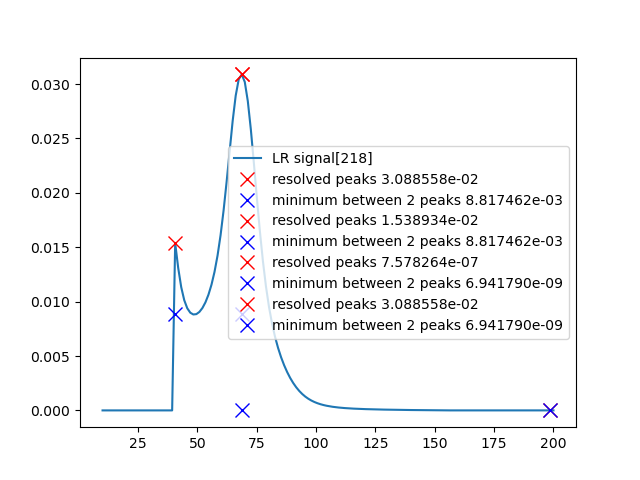 0.030
0.025
0.020
0.015
0.010
0.005
0.000
LR signal[218]
resolved peaks 3.088558e-02
minimum between 2 peaks 8.817462e-03
resolved peaks 1.538934e-02
minimum between 2 peaks 8.817462e-03
resolved peaks 7.578264e-07
minimum between 2 peaks 6.941790e-09
resolved peaks 3.088558e-02
minimum between 2 peaks 6.941790e-09
25 50 75 100 125 150 175 200